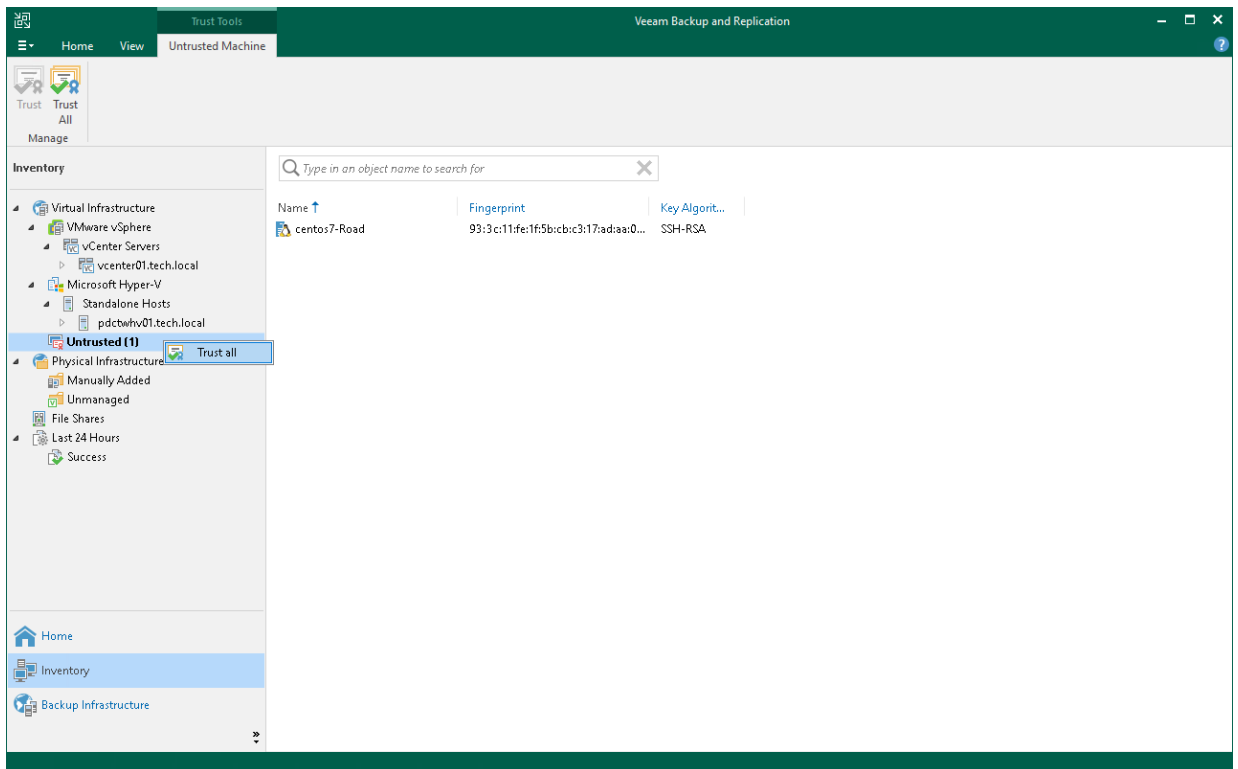 Trust Tools
Veeam Backup and Replication
Home View Untrusted Machine
Trust
Trust All
Manage
Inventory
Type in an object name to search for
Virtual Infrastructure
VMware vSphere
vCenter Servers
vcenter01.tech.local
Microsoft Hyper-V
Standalone Hosts
pdctwhv01.tech.local
Untrusted (1)
Trust all
Physical Infrastructure
Manually Added
Unmanaged
File Shares
Last 24 Hours
Success
Name Fingerprint Key Algorit...
centos7-Road 93:3c:11:fe:1f:5b:cb:c3:17:ad:aa:0... SSH-RSA
Home
Inventory
Backup Infrastructure